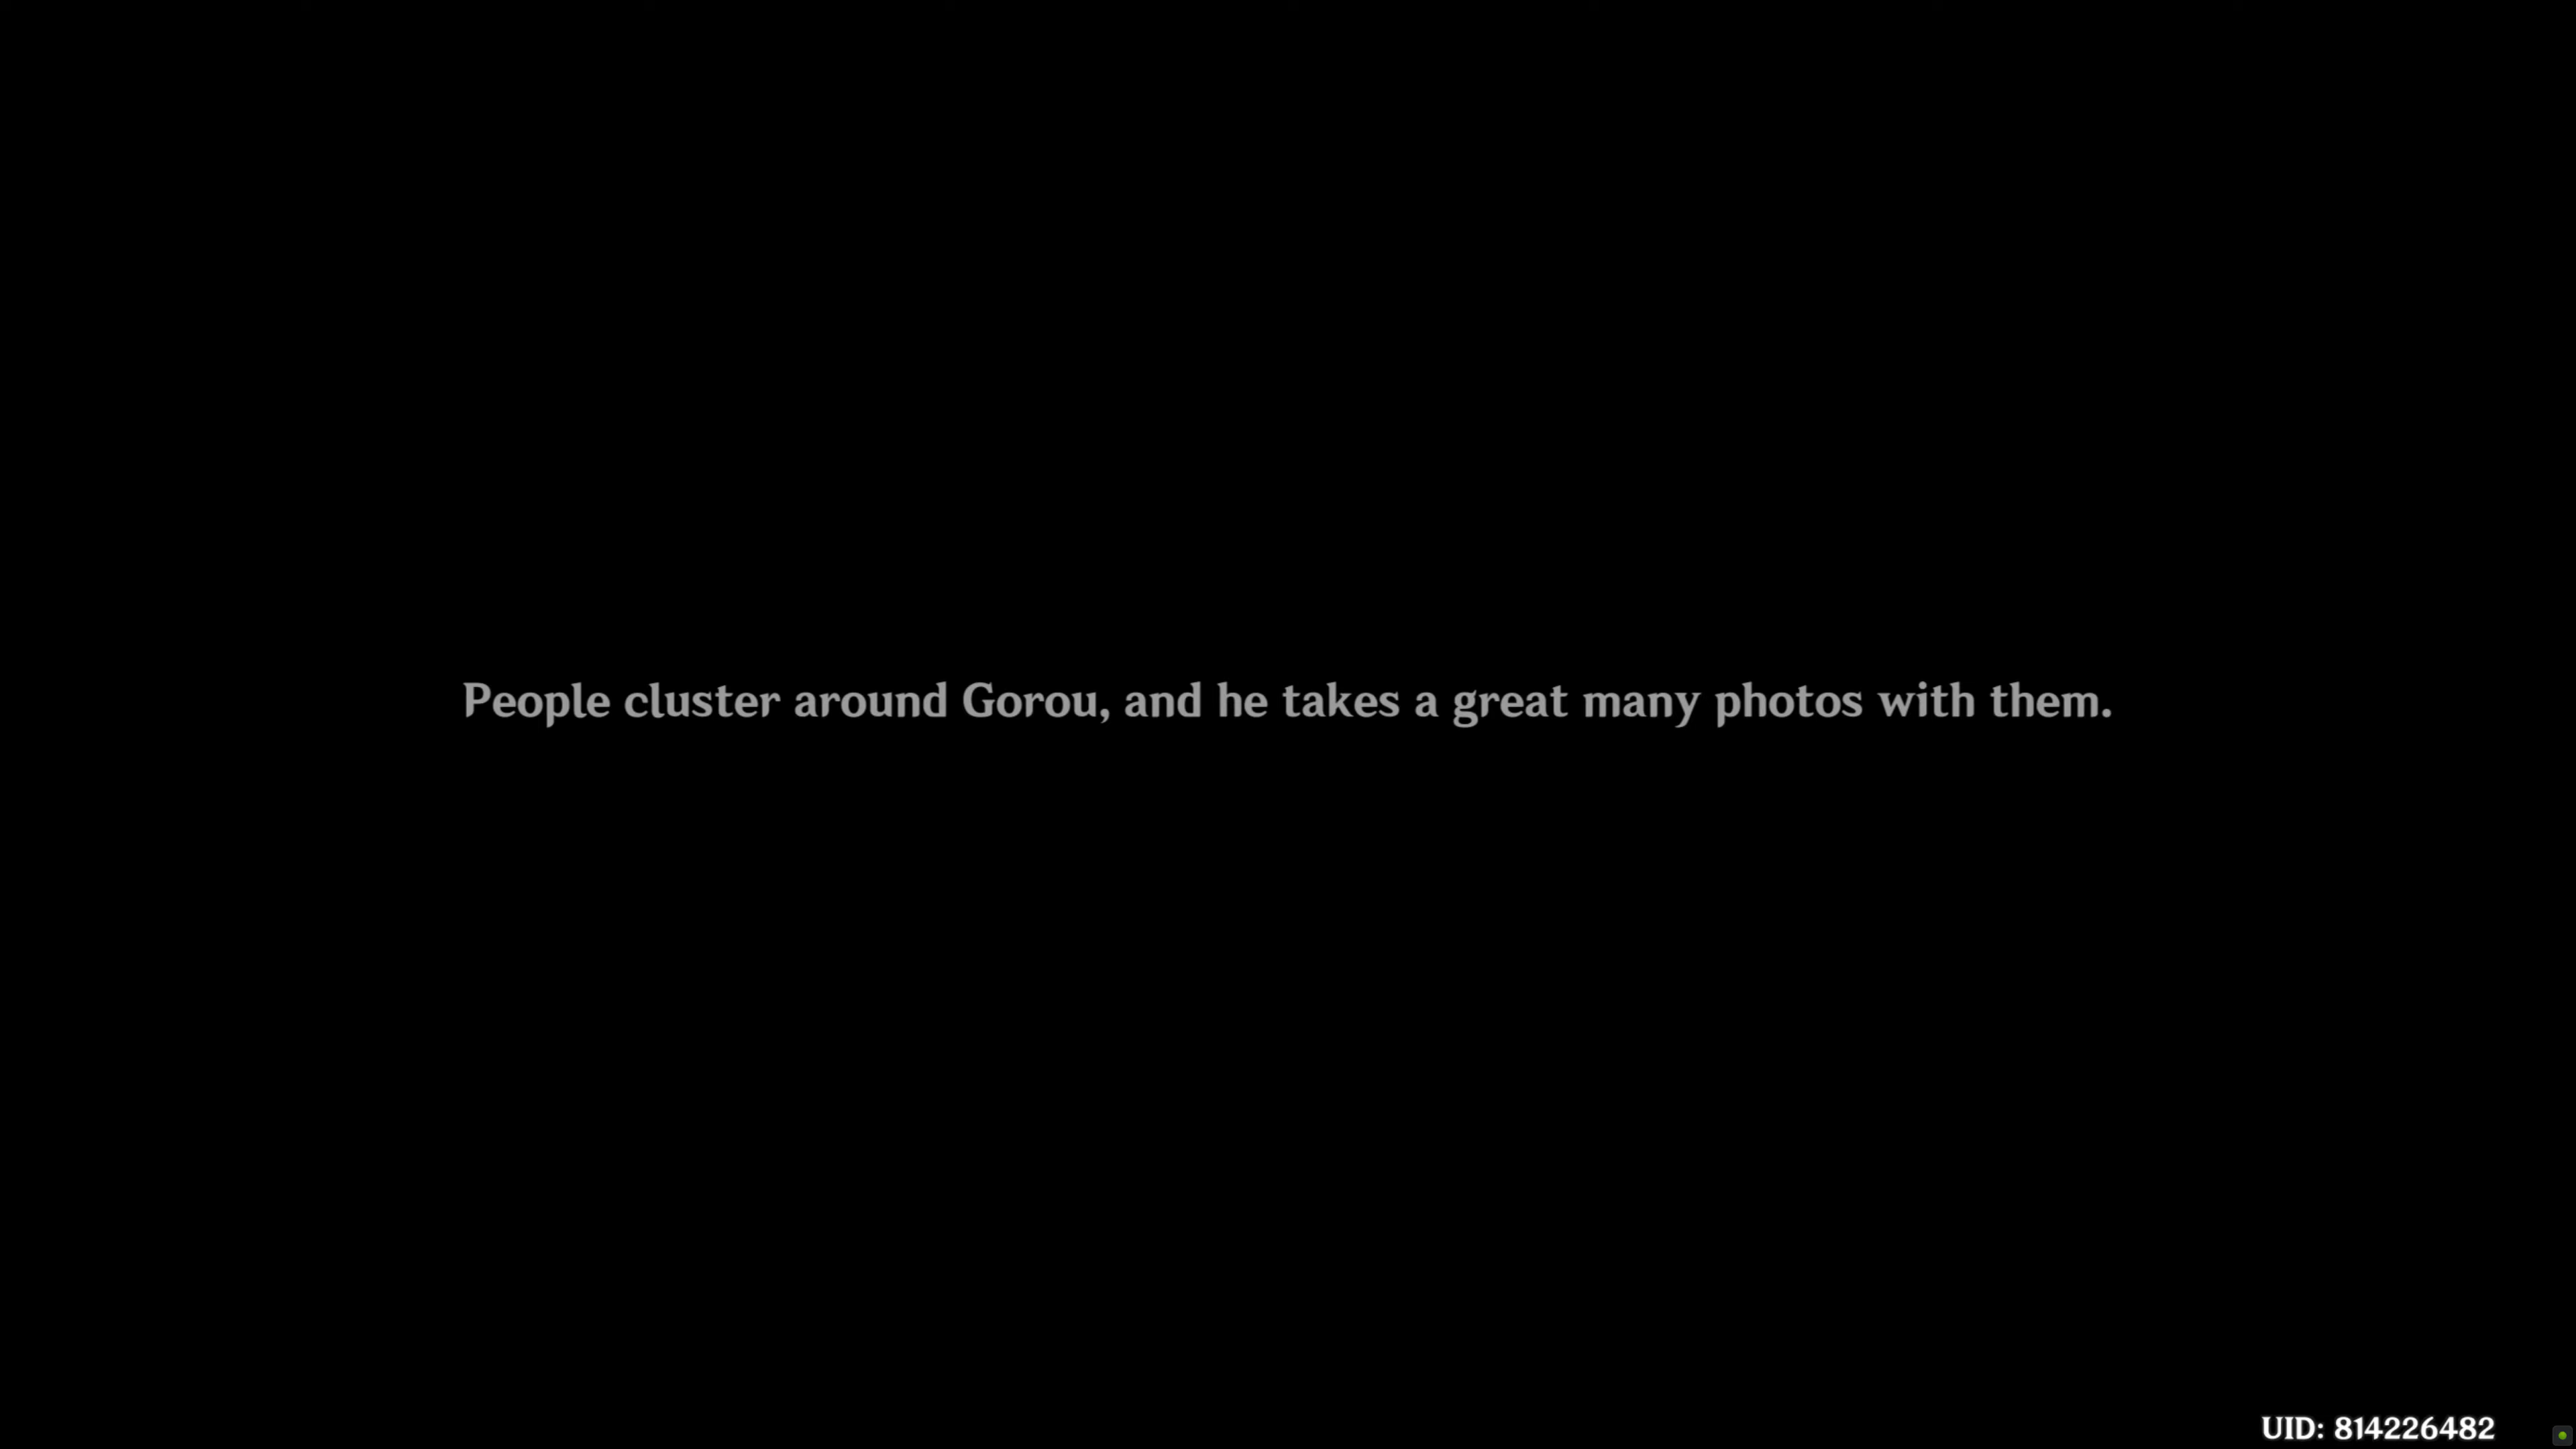 People cluster around Gorou, and he takes a great many photos with them.
UID: 814226482